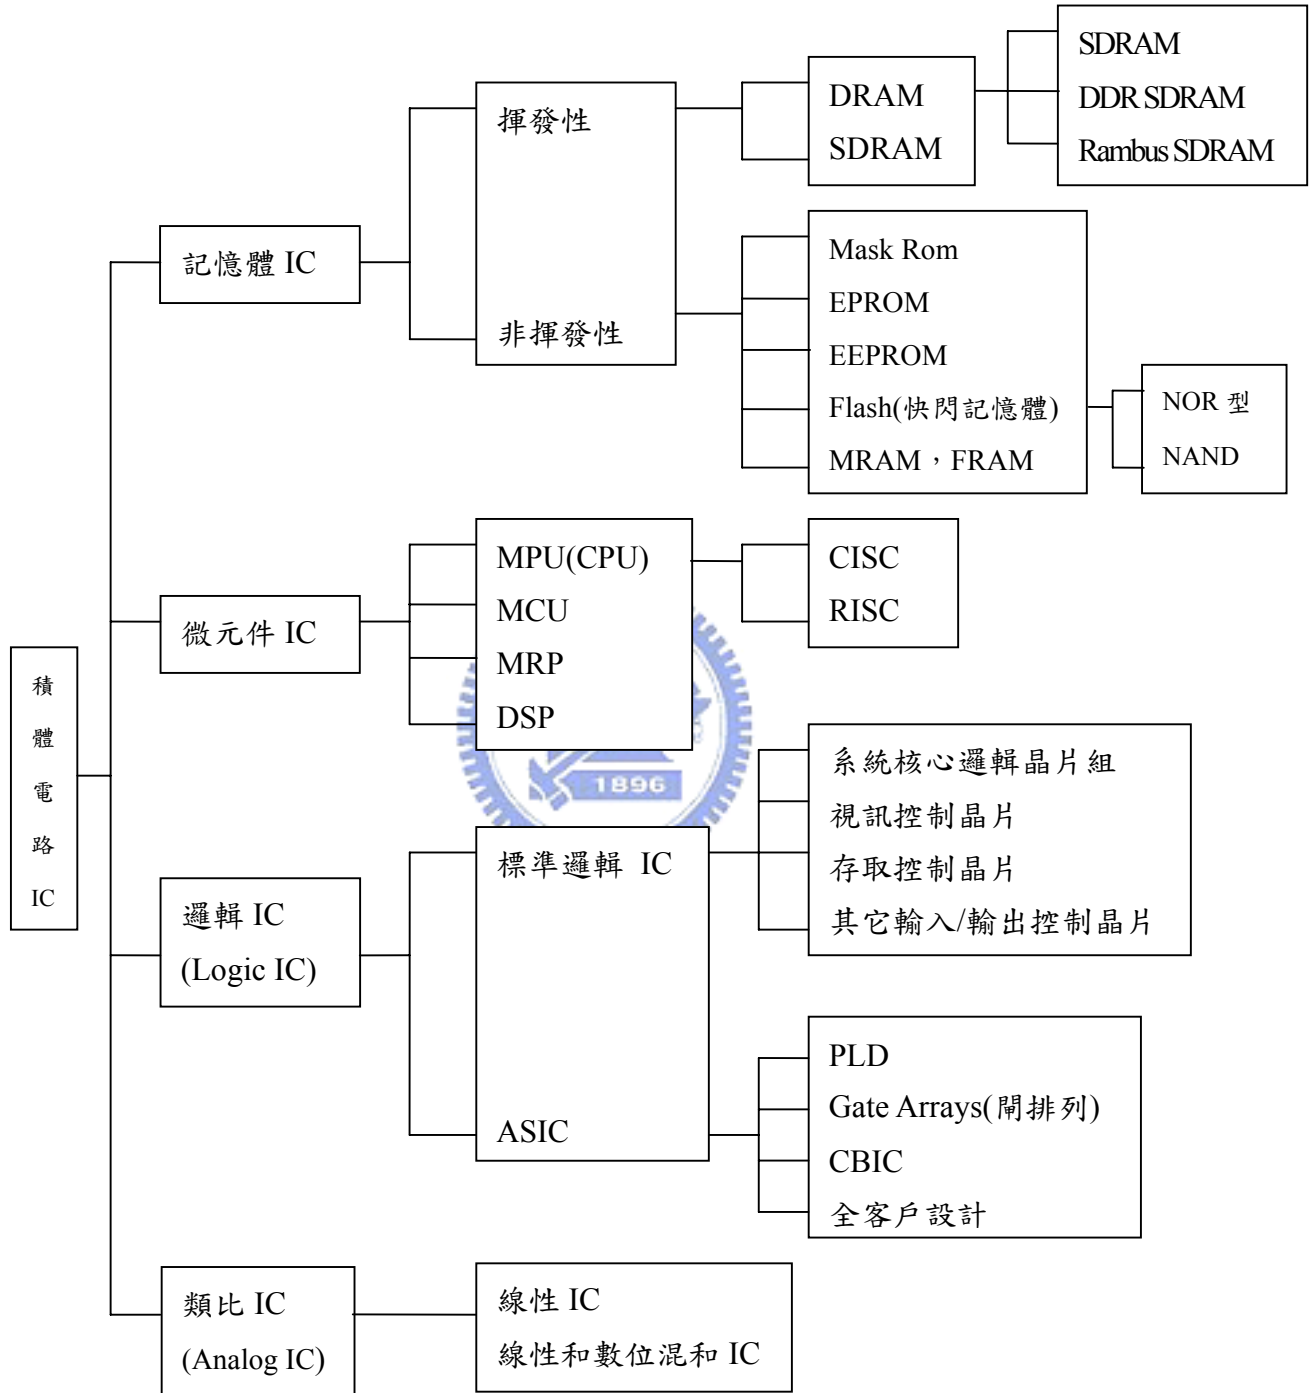 積
體
電
路
IC
記憶體 IC
揮發性
非揮發性
DRAM
SDRAM
SDRAM
DDR SDRAM
Rambus SDRAM
Mask Rom
EPROM
EEPROM
Flash(快閃記憶體)
MRAM，FRAM
NOR 型
NAND
微元件 IC
MPU(CPU)
MCU
MRP
DSP
CISC
RISC
1896
邏輯 IC
(Logic IC)
標準邏輯 IC
ASIC
系統核心邏輯晶片組
視訊控制晶片
存取控制晶片
其它輸入/輸出控制晶片
PLD
Gate Arrays(閘排列)
CBIC
全客戶設計
類比 IC
(Analog IC)
線性 IC
線性和數位混和 IC